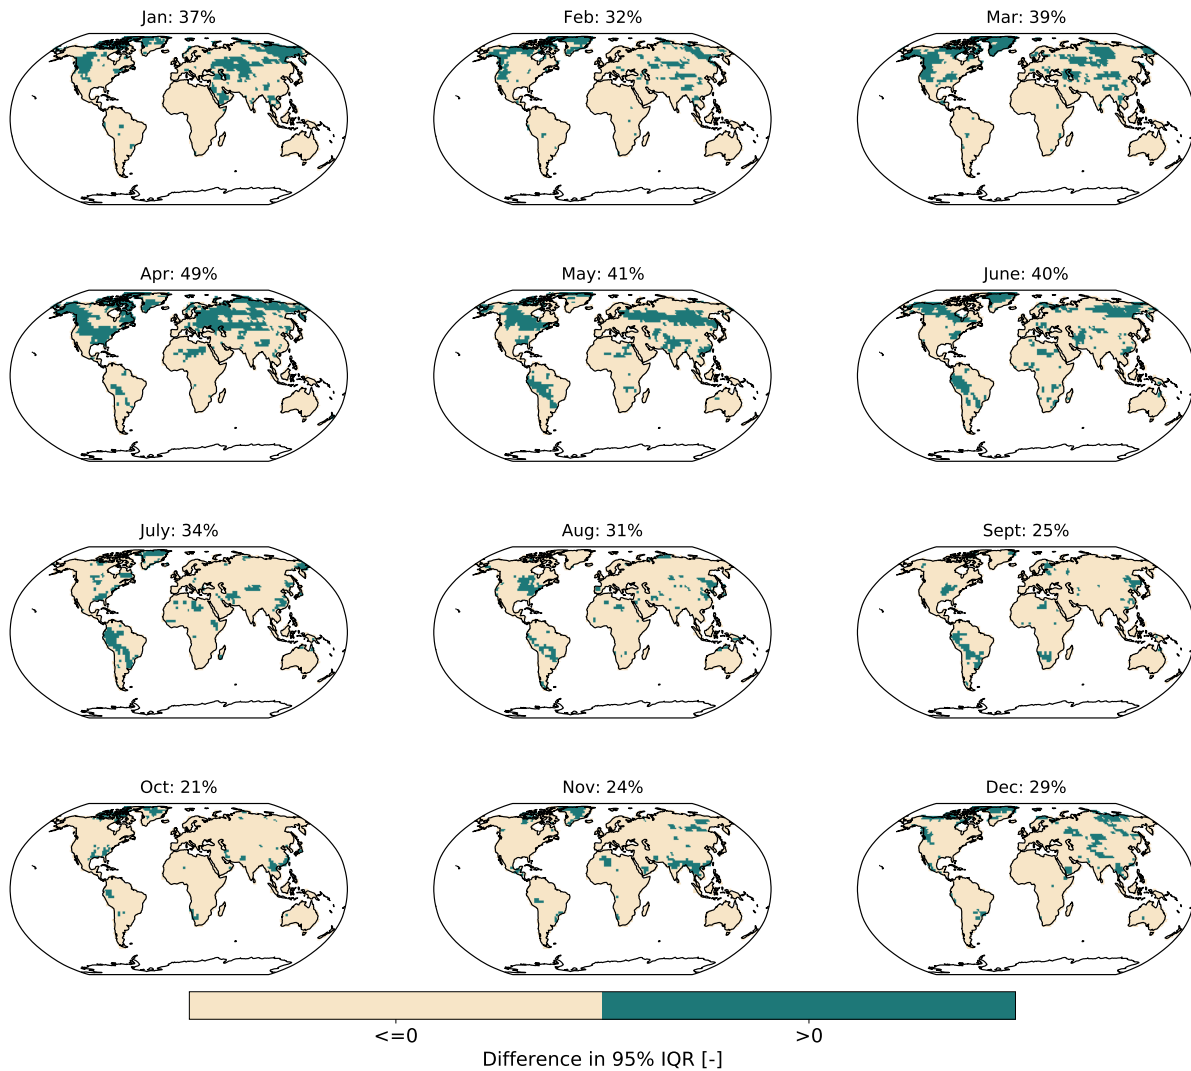 Jan: 37%
Feb: 32%
Mar: 39%
Apr: 49%
May: 41%
June: 40%
July: 34%
Aug: 31%
Sept: 25%
Oct: 21%
Nov: 24%
Dec: 29%
<=0
>0
Difference in 95% IQR [-]